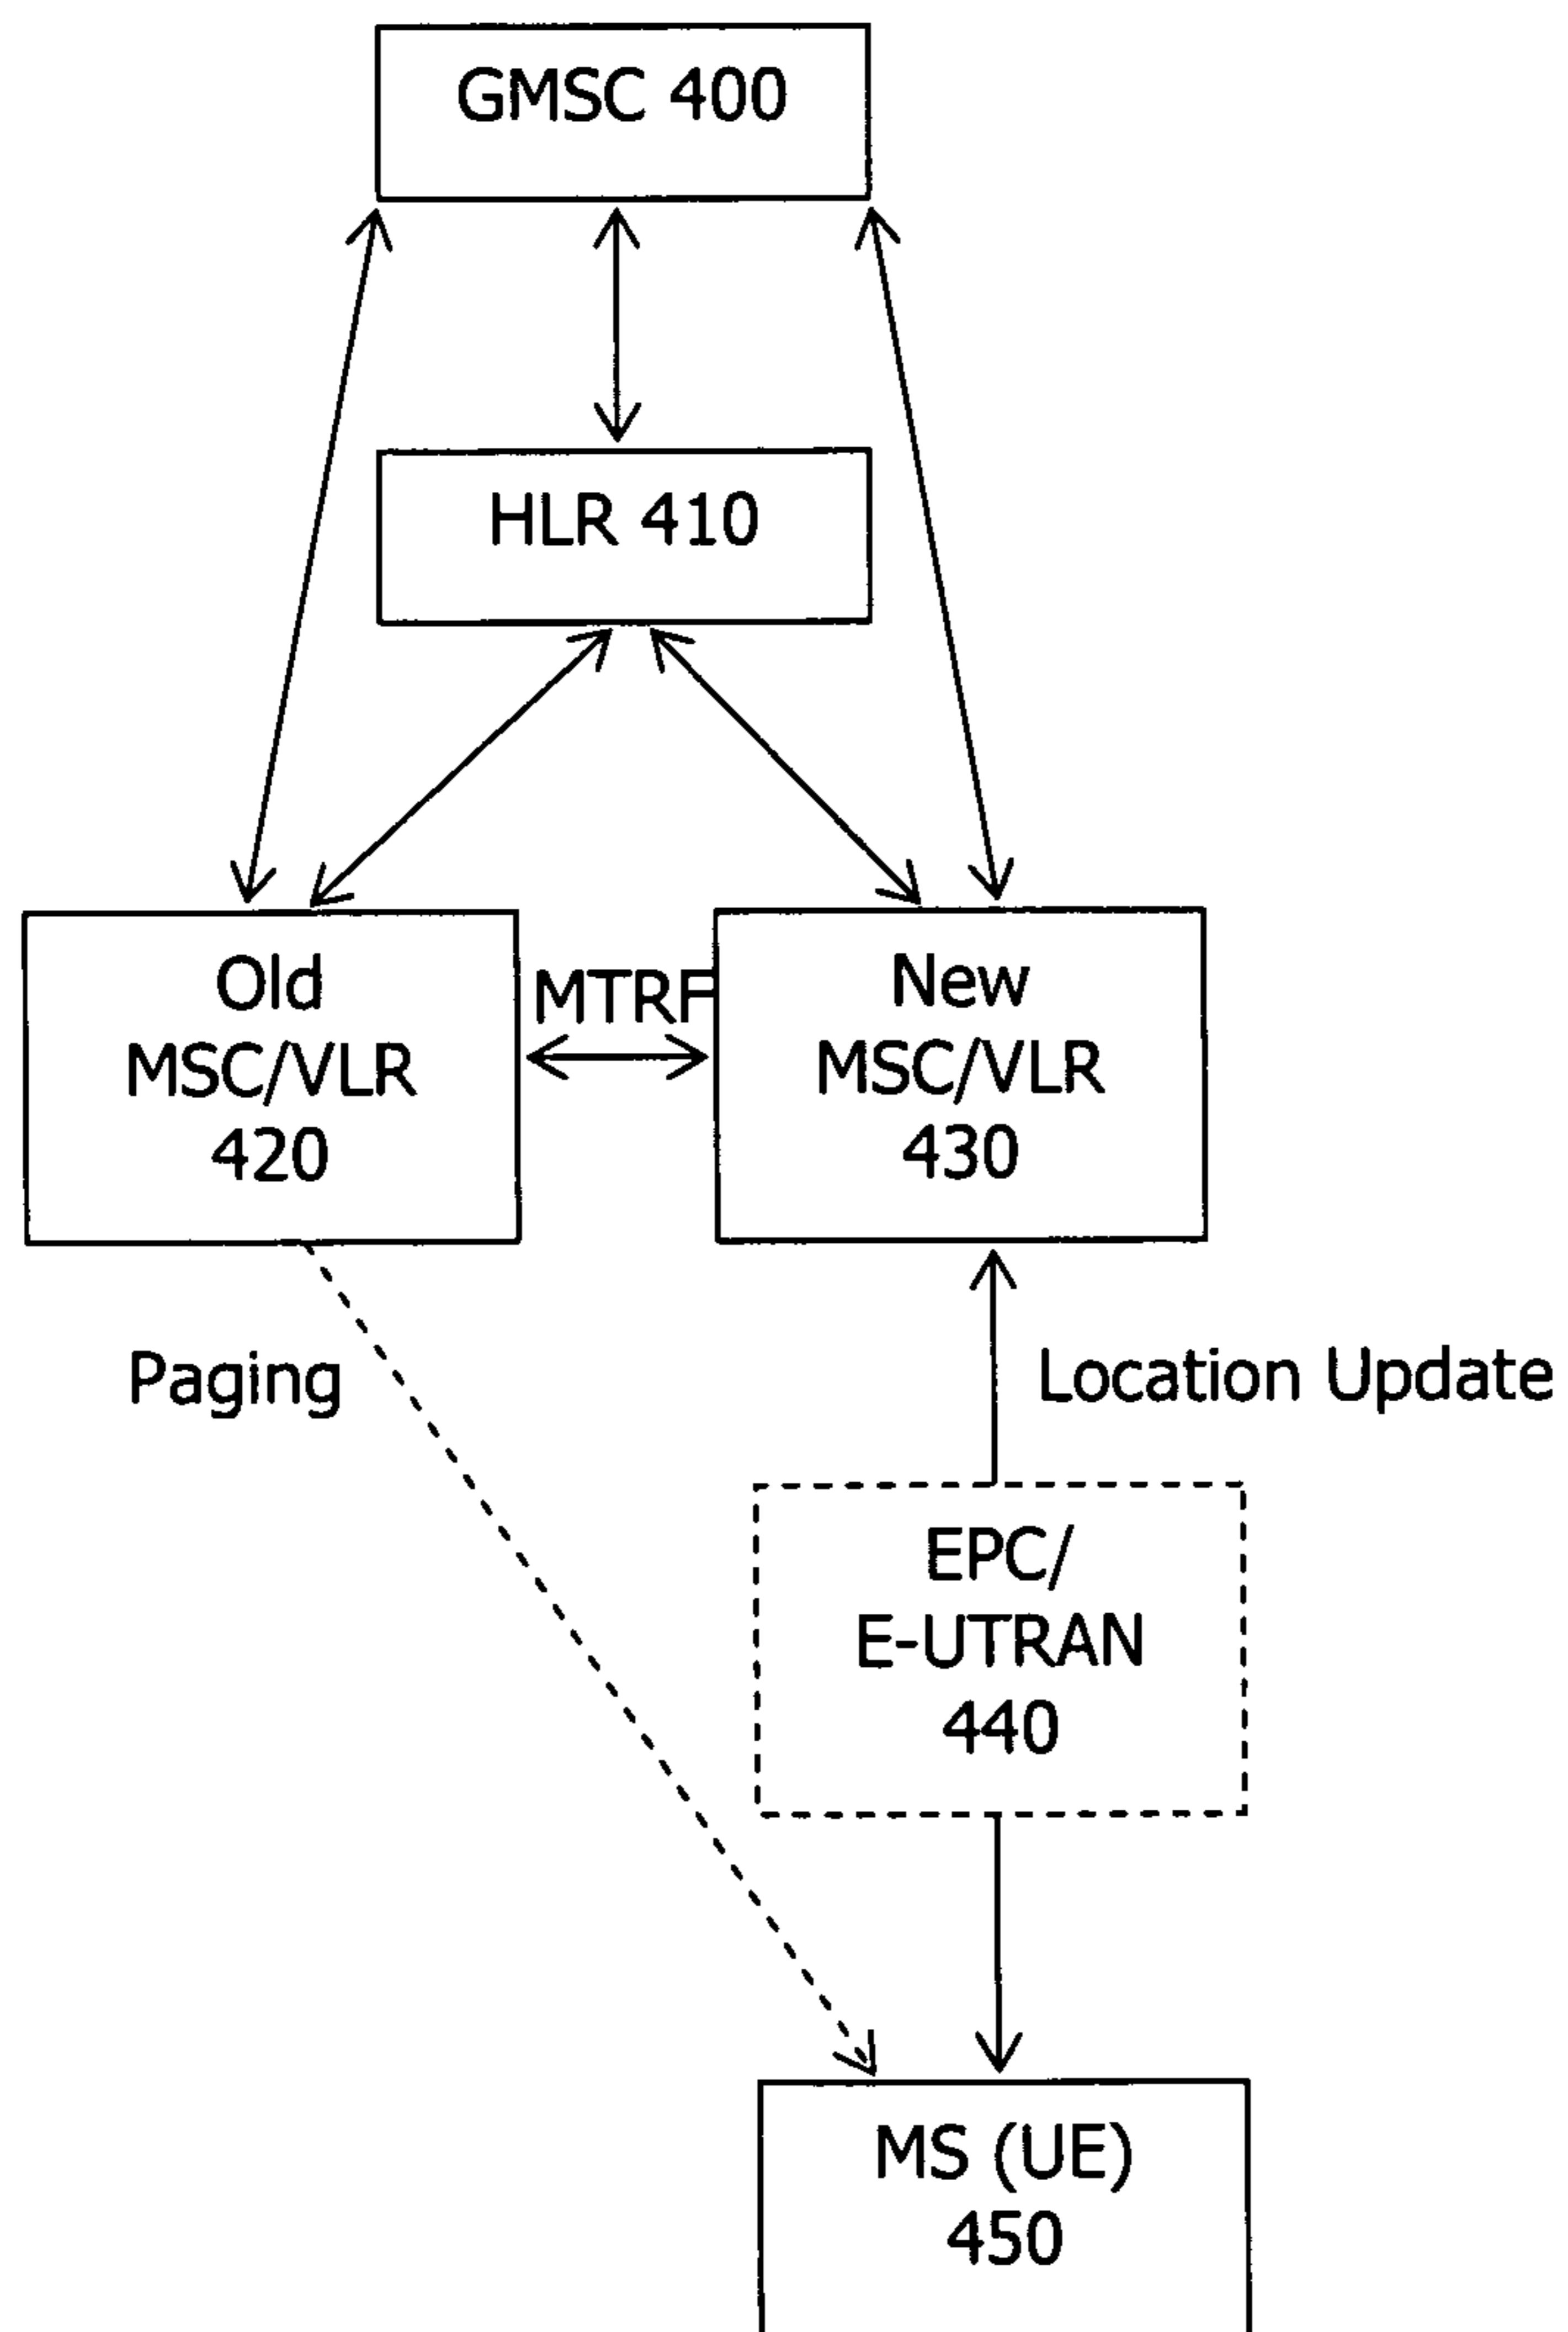 GMSC 400
HLR 410
Old
MSC/VLR
420
MTRF
New
MSC/VLR
430
Paging
Location Update
EPC/
E-UTRAN
440
MS (UE)
450